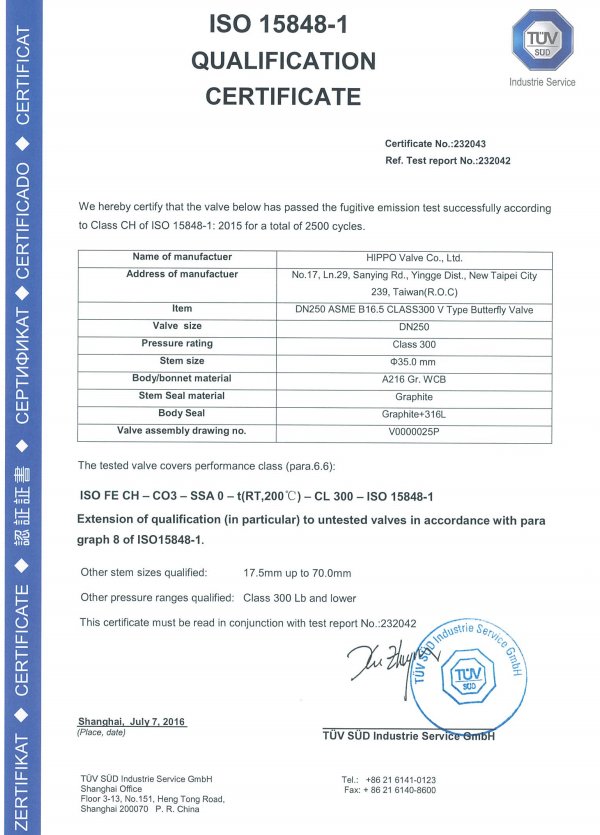 ISO 15848-1
QUALIFICATION
CERTIFICATE
TÜV
SÜD
Industrie Service
Certificate No.:232043
Ref. Test report No.:232042
We hereby certify that the valve below has passed the fugitive emission test successfully according
to Class CH of ISO 15848-1: 2015 for a total of 2500 cycles.
Name of manufactuer HIPPO Valve Co., Ltd.
Address of manufactuer No.17, Ln.29, Sanying Rd., Yingge Dist., New Taipei City
239, Taiwan(R.O.C)
Item DN250 ASME B16.5 CLASS300 V Type Butterfly Valve
Valve size DN250
Pressure rating Class 300
Stem size Φ35.0 mm
Body/bonnet material A216 Gr. WCB
Stem Seal material Graphite
Body Seal Graphite+316L
Valve assembly drawing no. V0000025P
The tested valve covers performance class (para.6.6):
ISO FE CH – CO3 – SSA 0 – t(RT,200℃) – CL 300 – ISO 15848-1
Extension of qualification (in particular) to untested valves in accordance with para
graph 8 of ISO15848-1.
Other stem sizes qualified: 17.5mm up to 70.0mm
Other pressure ranges qualified: Class 300 Lb and lower
This certificate must be read in conjunction with test report No.:232042
TÜV SÜD Industrie Service GmbH
TÜV
SÜD
Shanghai, July 7, 2016
(Place, date)
TÜV SÜD Industrie Service GmbH
TÜV SÜD Industrie Service GmbH
Shanghai Office
Floor 3-13, No.151, Heng Tong Road,
Shanghai 200070 P. R. China
Tel.: +86 21 6141-0123
Fax: + 86 21 6140-8600
ZERTIFIKAT ◆ CERTIFICATE ◆ 認証証書 ◆ СЕРТИФИКАТ ◆ CERTIFICADO ◆ CERTIFICAT